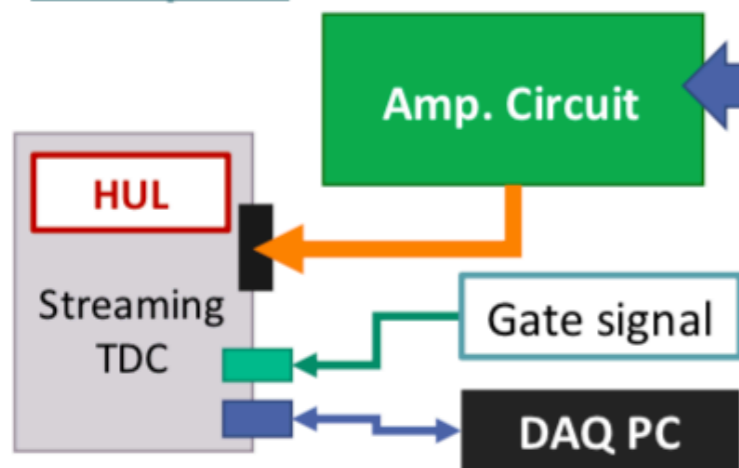 Amp. Circuit
HUL
Streaming
TDC
Gate signal
DAQ PC